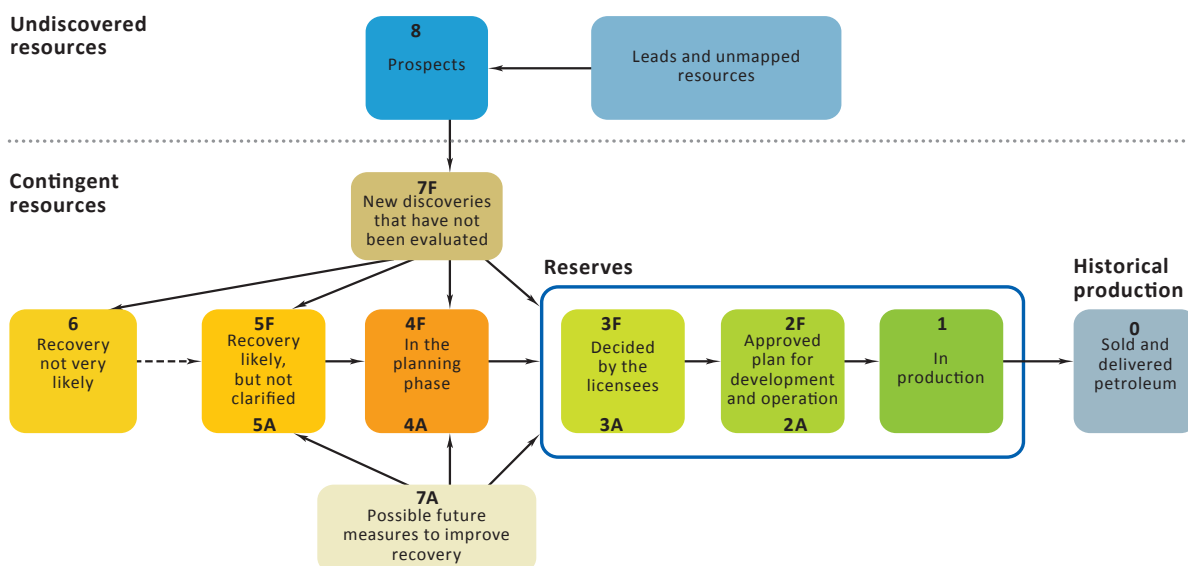 Undiscovered
resources
8
Prospects
Leads and unmapped
resources
Contingent
resources
7F
New discoveries
that have not
been evaluated
Reserves
Historical
production
6
Recovery
not very
likely
5F
Recovery
likely,
but not
clarified
5A
4F
In the
planning
phase
4A
3F
Decided
by the
licensees
3A
2F
Approved
plan for
development
and operation
2A
1
In
production
0
Sold and
delivered
petroleum
7A
Possible future
measures to improve
recovery